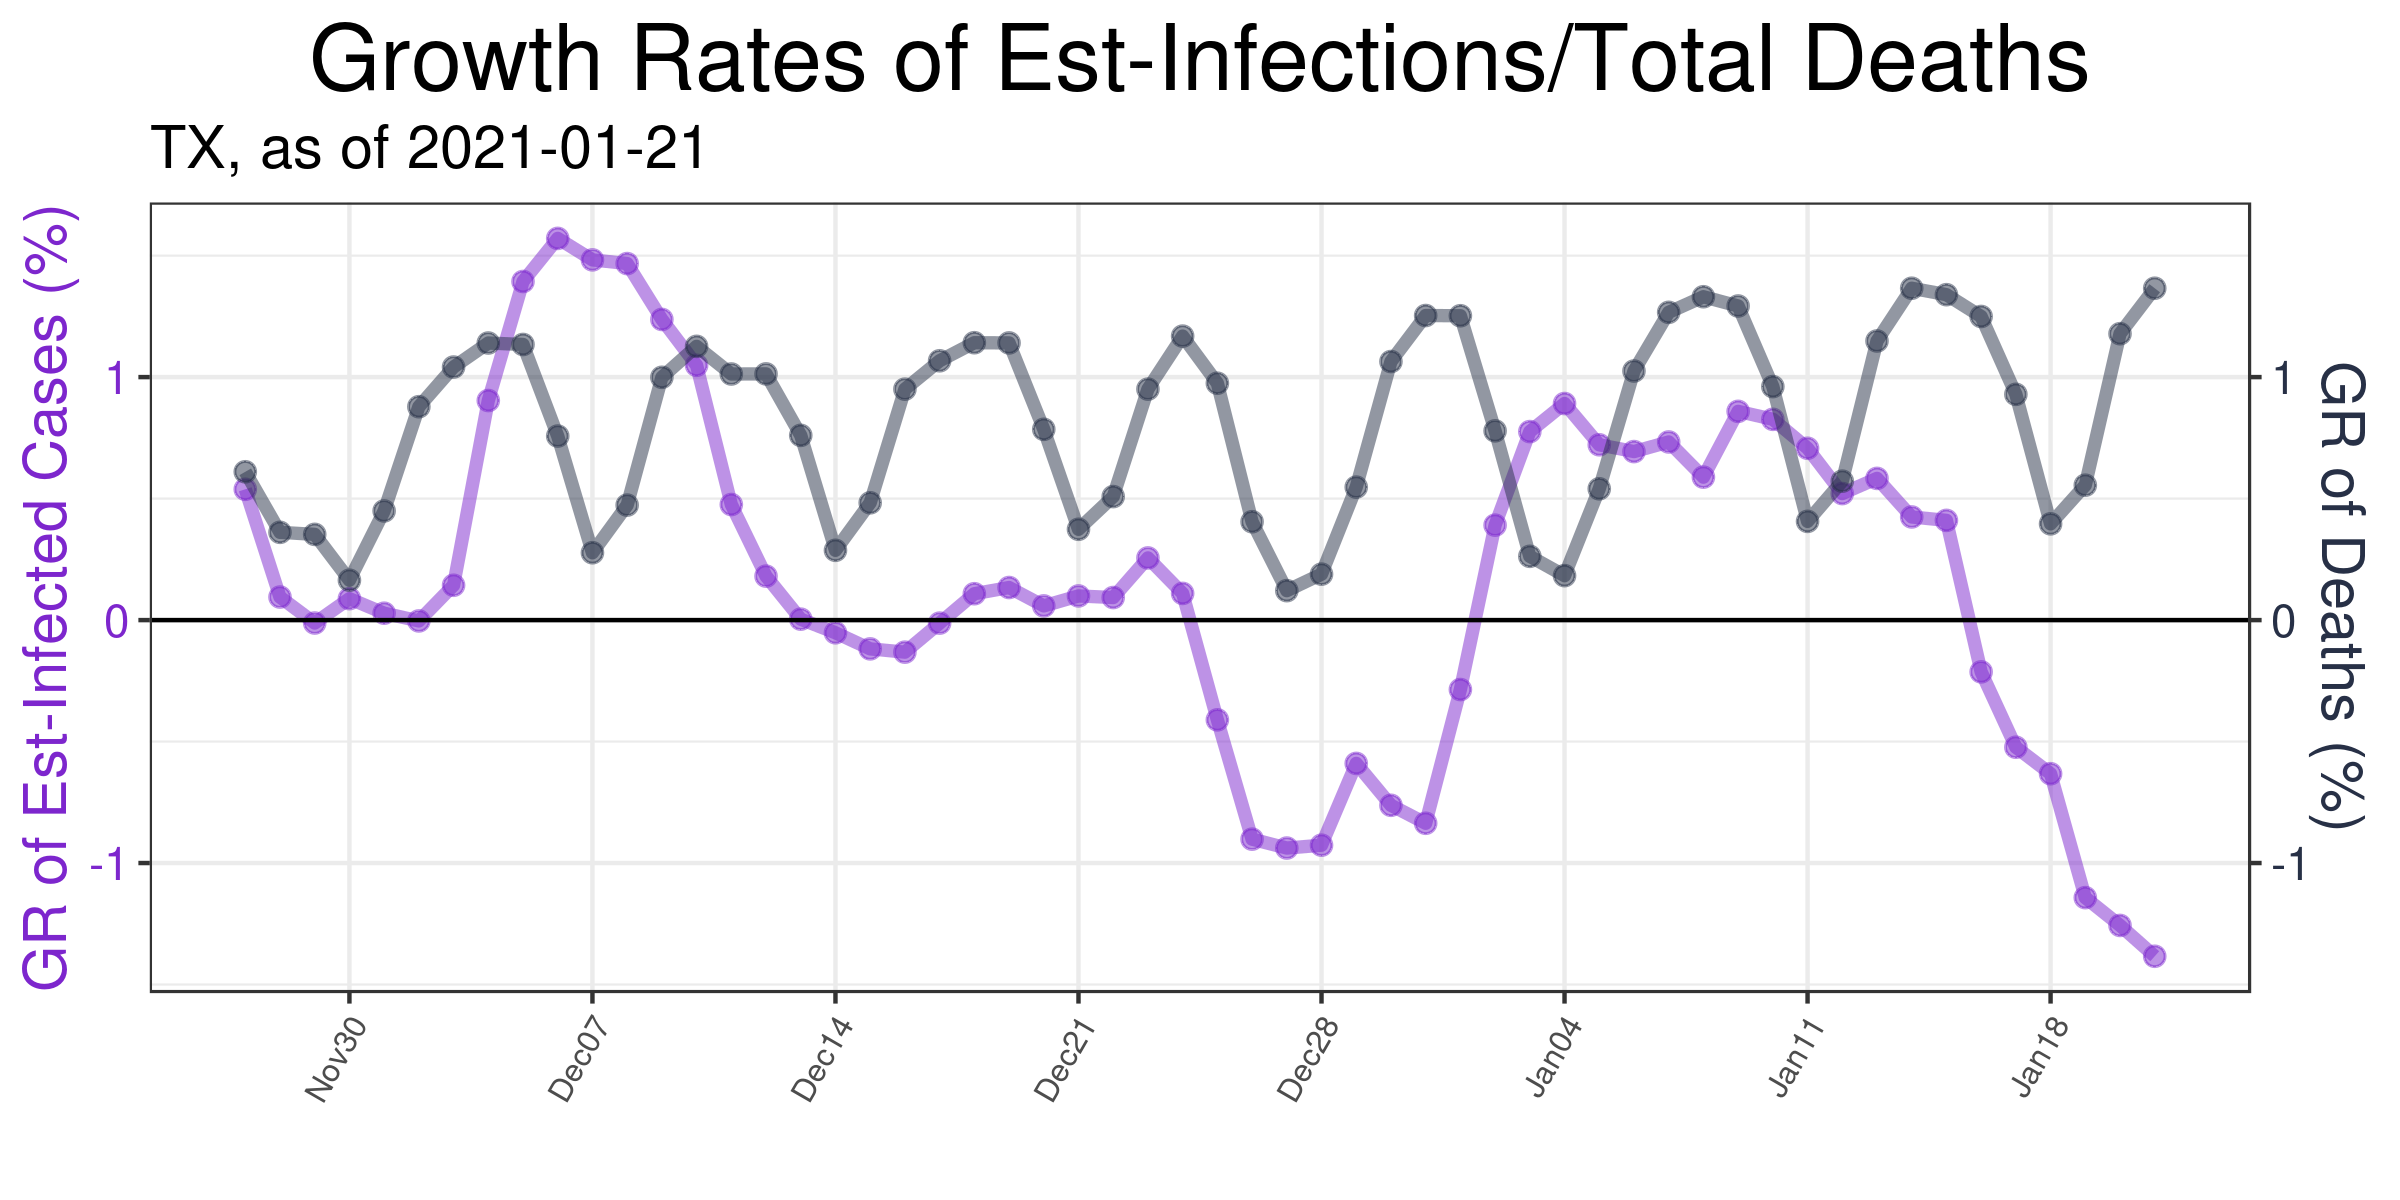 Growth Rates of Est-Infections/Total Deaths
TX, as of 2021-01-21
GR of Est-Infected Cases (%)
1
0
-1
1
0
-1
GR of Deaths (%)
Nov30
Dec07
Dec14
Dec21
Dec28
Jan04
Jan11
Jan18